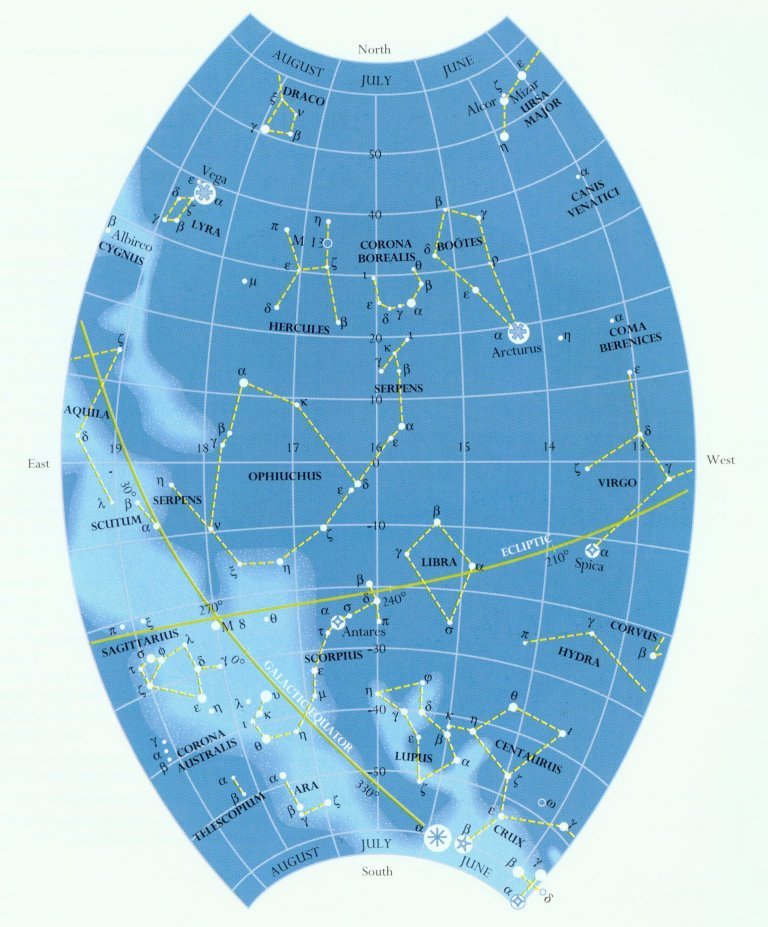 North
AUGUST
JULY
JUNE
DRACO
ξ
ν
γ
β
ε
ζ
Mizar
Alcor
URSA
MAJOR
η
50
Vega
ε
α
δ
ζ
γ
β
LYRA
α
CANIS
VENATICI
40
β
Albireo
CYGNUS
π
η
M 13
ε
ζ
μ
δ
β
HERCULES
CORONA
BOREALIS
ι
θ
β
ε
δ
γ
α
β
γ
BOÖTES
δ
ρ
ε
α
Arcturus
η
α
COMA
BERENICES
20
ζ
ι
κ
γ
β
SERPENS
ε
α
κ
10
AQUILA
δ
β
γ
α
ε
δ
19
18
17
16
15
14
13
0
East
West
OPHIUCHUS
ζ
VIRGO
γ
λ
30°
β
SCUTUM
α
η
SERPENS
ε
δ
ν
ζ
-10
β
γ
LIBRA
α
σ
ECLIPTIC
210°
α
Spica
ξ
η
270°
M 8
θ
β
δ
240°
α
σ
π
Antares
τ
-30
SCORPIUS
ε
π
ξ
SAGITTARIUS
λ
σ
φ
τ
δ
γ
0°
ζ
ε
η
π
γ
HYDRA
CORVUS
β
GALACTIC EQUATOR
λ
υ
κ
ι
θ
η
μ
η
φ
-40
γ
δ
κ
η
θ
ι
ε
β
LUPUS
α
ζ
CENTAURUS
ζ
γ
α
β
CORONA
AUSTRALIS
-50
α
TELESCOPIUM
α
ARA
β
γ
ζ
330°
ω
ε
α
β
CRUX
γ
AUGUST
JULY
JUNE
β
γ
α
δ
South